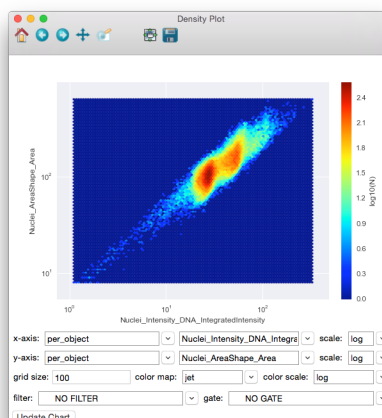 Density Plot
2.4
2.1
1.8
1.5
1.2
0.9
0.6
0.3
0.0
log10(N)
Nuclei_AreaShape_Area
10²
10¹
10⁰ 10¹ 10²
Nuclei_Intensity_DNA_IntegratedIntensity
x-axis: per_object Nuclei_Intensity_DNA_Integra scale: log
y-axis: per_object Nuclei_AreaShape_Area scale: log
grid size: 100 color map: jet color scale: log
filter: NO FILTER gate: NO GATE
Update Chart